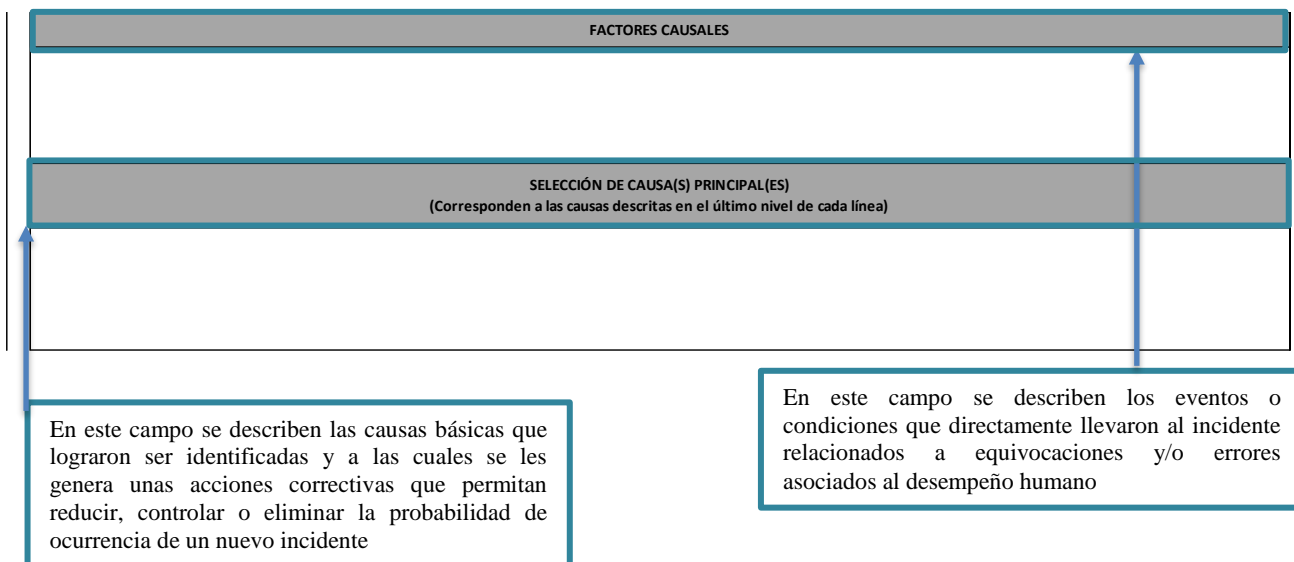 FACTORES CAUSALES
SELECCIÓN DE CAUSA(S) PRINCIPAL(ES)
(Corresponden a las causas descritas en el último nivel de cada línea)
En este campo se describen las causas básicas que
lograron ser identificadas y a las cuales se les
genera unas acciones correctivas que permitan
reducir, controlar o eliminar la probabilidad de
ocurrencia de un nuevo incidente
En este campo se describen los eventos o
condiciones que directamente llevaron al incidente
relacionados a equivocaciones y/o errores
asociados al desempeño humano